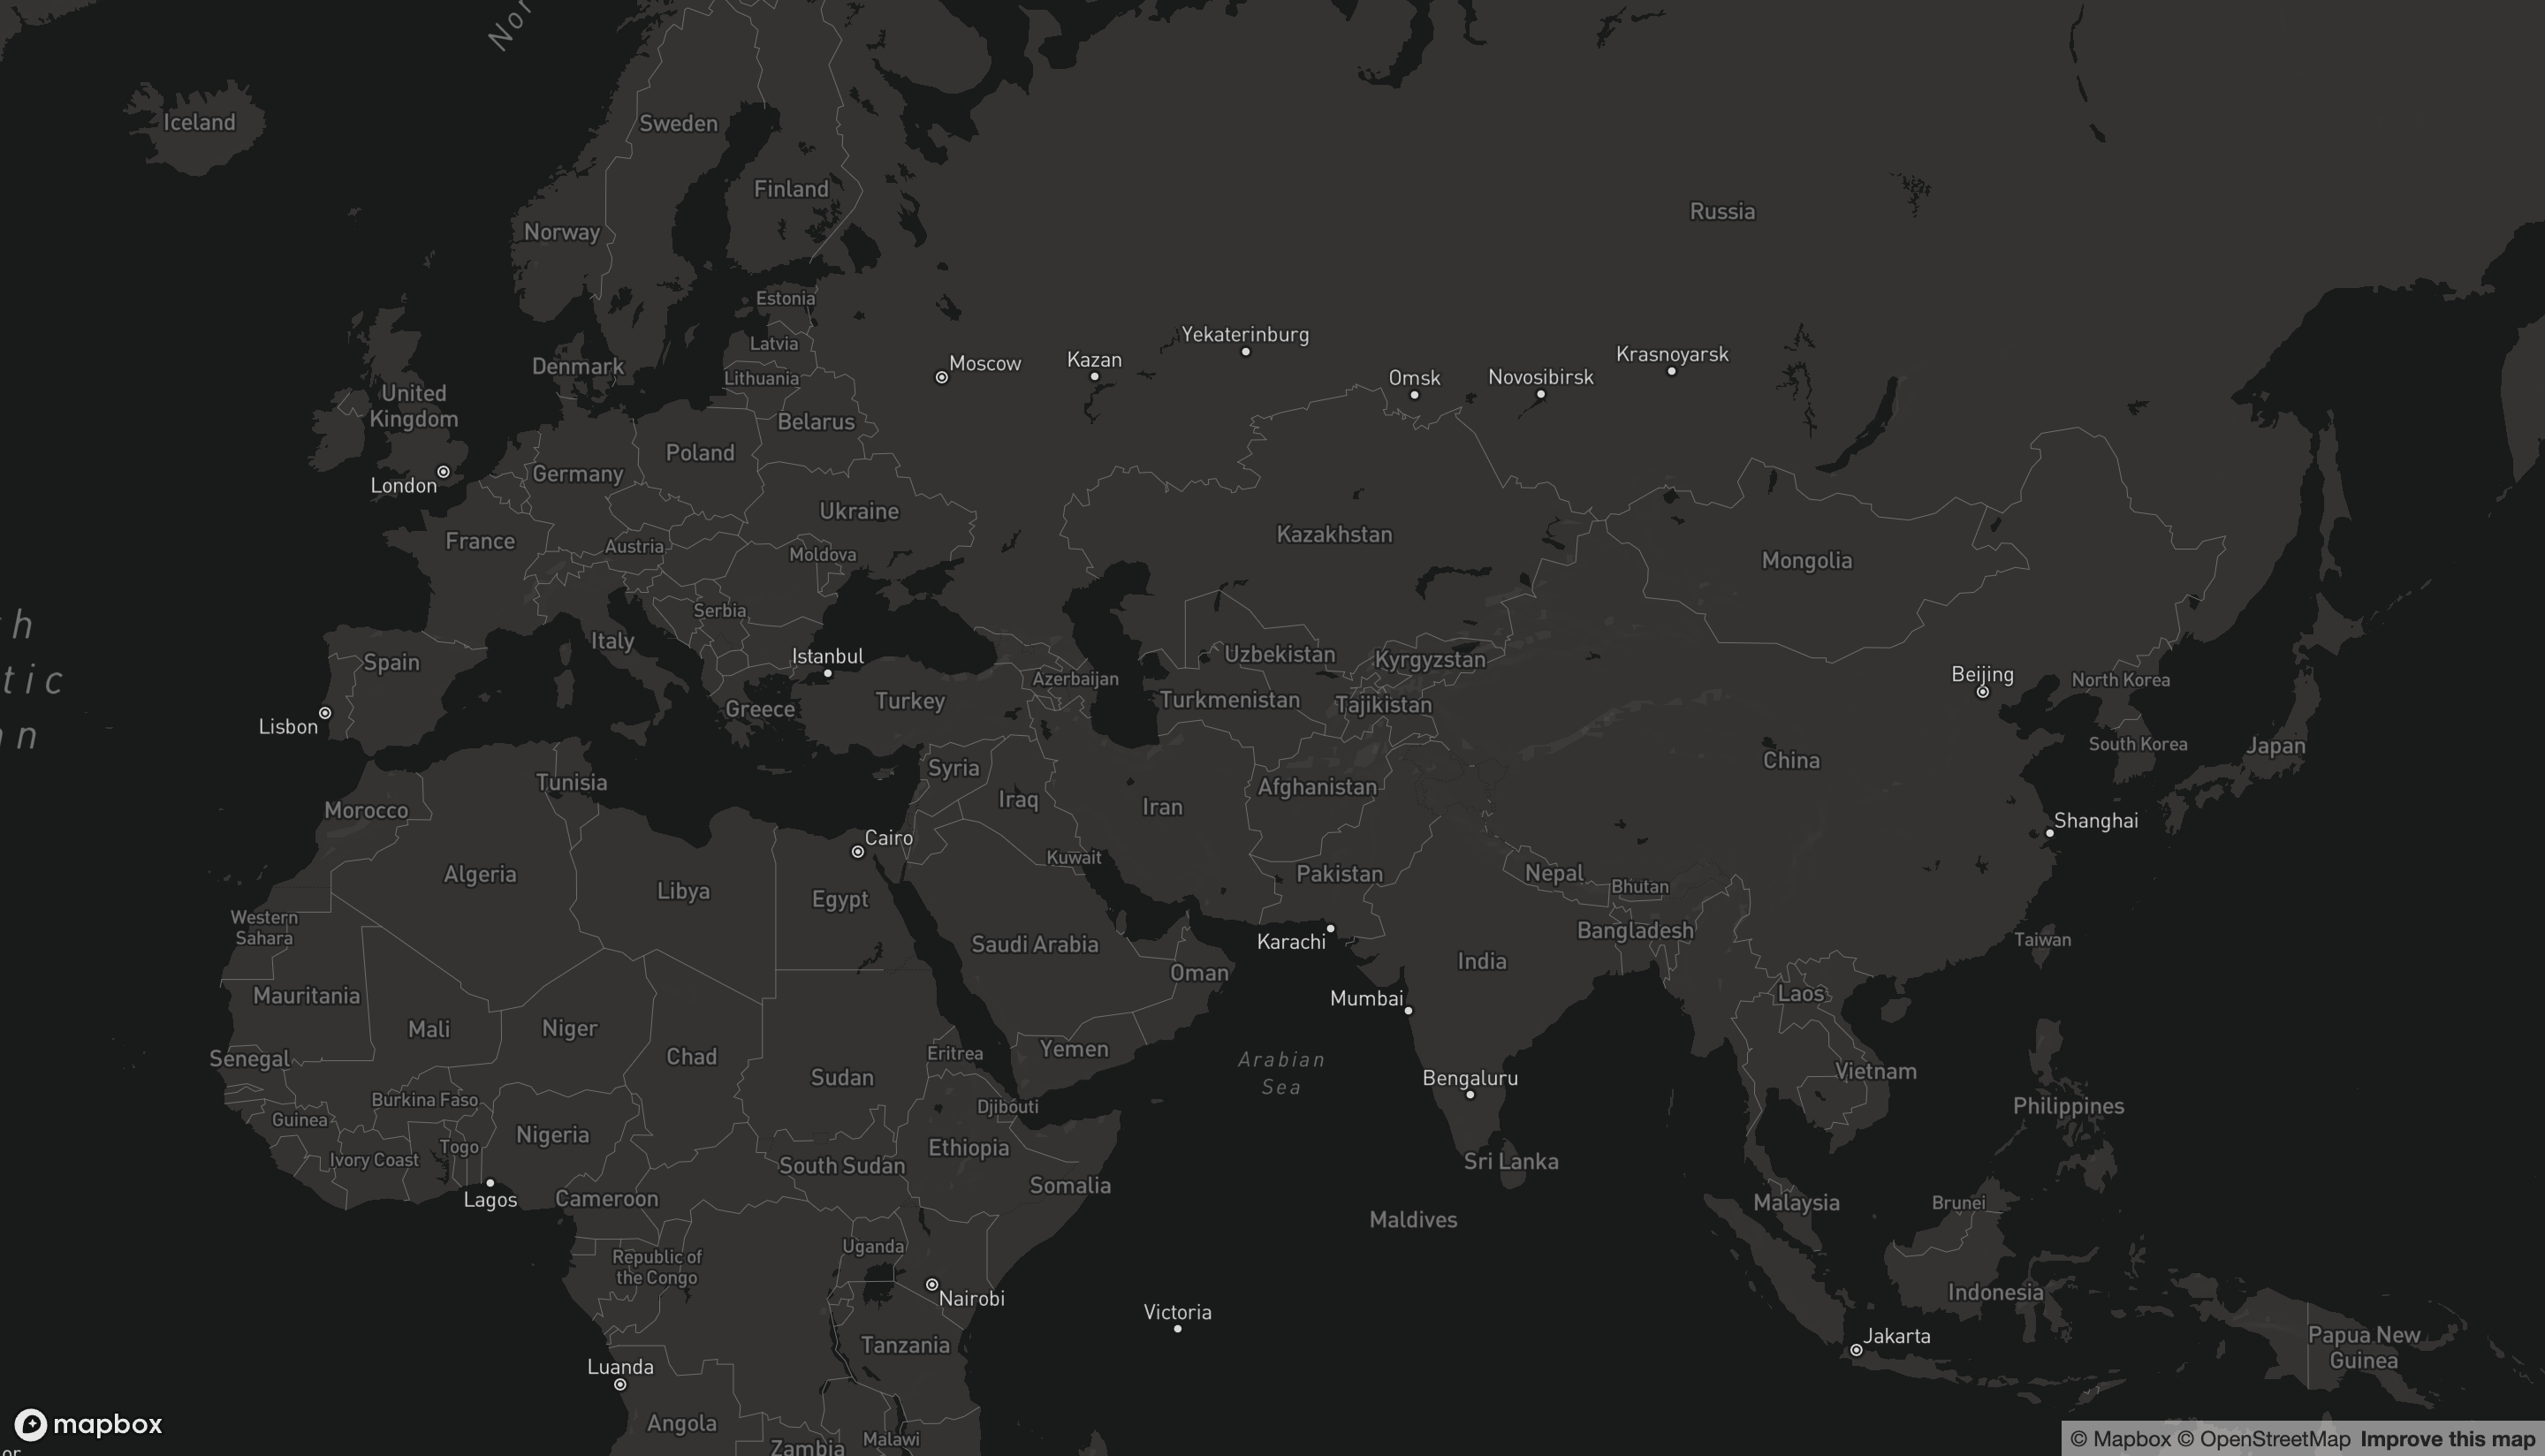 Nor
Iceland
Sweden
Finland
Norway
Russia
Estonia
Latvia
Lithuania
Denmark
Moscow
Kazan
Yekaterinburg
Omsk
Novosibirsk
Krasnoyarsk
United
Kingdom
Belarus
Poland
Germany
London
Ukraine
France
Austria
Moldova
Kazakhstan
Mongolia
h
tic
n
Serbia
Italy
Spain
Istanbul
Uzbekistan
Kyrgyzstan
Azerbaijan
Turkmenistan
Tajikistan
Beijing
North Korea
Lisbon
Greece
Turkey
South Korea
Japan
China
Tunisia
Syria
Morocco
Iraq
Iran
Afghanistan
Shanghai
Cairo
Kuwait
Algeria
Libya
Egypt
Pakistan
Nepal
Bhutan
Western
Sahara
Saudi Arabia
Karachi
Bangladesh
Taiwan
India
Oman
Mauritania
Mumbai
Laos
Mali
Niger
Senegal
Chad
Eritrea
Yemen
Arabian
Sea
Sudan
Bengaluru
Vietnam
Burkina Faso
Guinea
Djibouti
Philippines
Nigeria
Togo
Ivory Coast
Ethiopia
South Sudan
Sri Lanka
Lagos
Cameroon
Somalia
Malaysia
Brunei
Maldives
Republic of
the Congo
Uganda
Nairobi
Indonesia
Victoria
Tanzania
Jakarta
Papua New
Guinea
Luanda
Angola
Malawi
Zambia
mapbox
or
© Mapbox © OpenStreetMap Improve this map